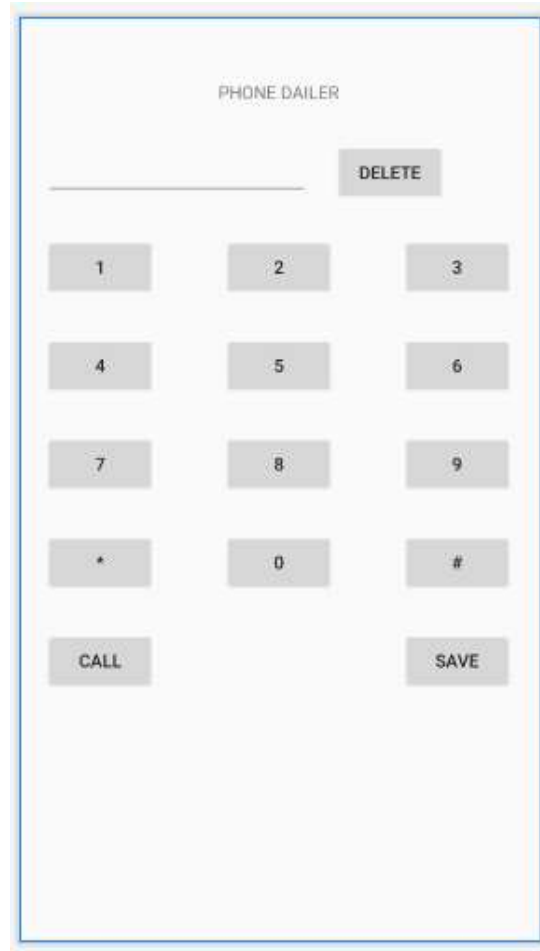 PHONE DAILER
DELETE
1 2 3
4 5 6
7 8 9
* 0 #
CALL SAVE